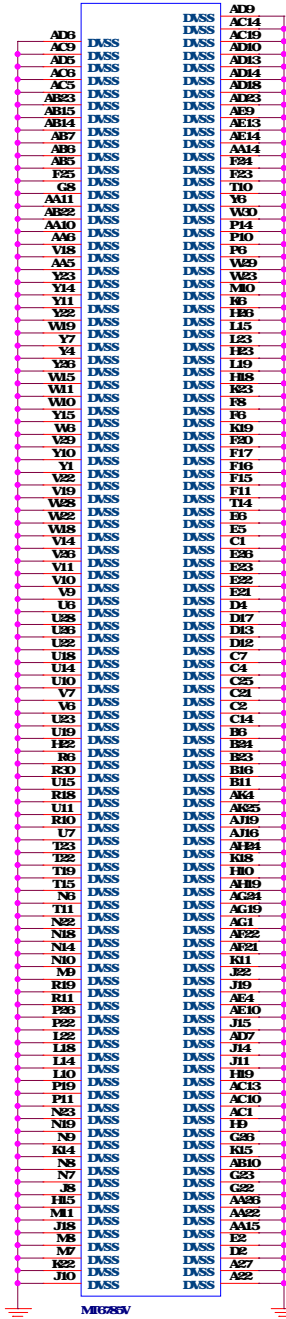 AD6 DVSS
AC9 DVSS
AD5 DVSS
AC6 DVSS
AC5 DVSS
AB23 DVSS
AB15 DVSS
AB14 DVSS
AB7 DVSS
AB6 DVSS
AB5 DVSS
F25 DVSS
G8 DVSS
AA11 DVSS
AB22 DVSS
AA10 DVSS
AA6 DVSS
V18 DVSS
AA5 DVSS
Y23 DVSS
Y14 DVSS
Y11 DVSS
Y22 DVSS
W19 DVSS
Y7 DVSS
Y4 DVSS
Y26 DVSS
W15 DVSS
W11 DVSS
W10 DVSS
Y15 DVSS
W6 DVSS
V29 DVSS
Y10 DVSS
Y1 DVSS
V22 DVSS
V19 DVSS
W28 DVSS
W22 DVSS
W18 DVSS
V14 DVSS
V26 DVSS
V11 DVSS
V10 DVSS
V9 DVSS
U6 DVSS
U28 DVSS
U26 DVSS
U22 DVSS
U18 DVSS
U14 DVSS
U10 DVSS
V7 DVSS
V6 DVSS
U23 DVSS
U19 DVSS
H22 DVSS
R6 DVSS
R30 DVSS
U15 DVSS
R18 DVSS
U11 DVSS
R10 DVSS
U7 DVSS
T23 DVSS
T22 DVSS
T19 DVSS
T15 DVSS
N6 DVSS
T11 DVSS
N22 DVSS
N18 DVSS
N14 DVSS
N10 DVSS
M9 DVSS
R19 DVSS
R11 DVSS
P26 DVSS
P22 DVSS
L22 DVSS
L18 DVSS
L14 DVSS
L10 DVSS
P19 DVSS
P11 DVSS
N23 DVSS
N19 DVSS
N9 DVSS
K14 DVSS
N8 DVSS
N7 DVSS
J8 DVSS
H15 DVSS
M11 DVSS
J18 DVSS
M8 DVSS
M7 DVSS
K22 DVSS
J10 DVSS
DVSS AD9
DVSS AC14
DVSS AC19
DVSS AD10
DVSS AD13
DVSS AD14
DVSS AD18
DVSS AD23
DVSS AE9
DVSS AE13
DVSS AE14
DVSS AA14
DVSS F24
DVSS F23
DVSS T10
DVSS Y6
DVSS W30
DVSS P14
DVSS P10
DVSS P6
DVSS W29
DVSS W23
DVSS M10
DVSS K6
DVSS H26
DVSS L15
DVSS L23
DVSS H23
DVSS L19
DVSS H18
DVSS K23
DVSS F8
DVSS F6
DVSS K19
DVSS F20
DVSS F17
DVSS F16
DVSS F15
DVSS F11
DVSS T14
DVSS E6
DVSS E5
DVSS C1
DVSS E26
DVSS E23
DVSS E22
DVSS E21
DVSS D4
DVSS D17
DVSS D13
DVSS D12
DVSS C7
DVSS C4
DVSS C25
DVSS C21
DVSS C2
DVSS C14
DVSS B6
DVSS B24
DVSS B23
DVSS B16
DVSS B11
DVSS AK4
DVSS AK25
DVSS AJ19
DVSS AJ16
DVSS AH24
DVSS K18
DVSS H10
DVSS AH19
DVSS AG24
DVSS AG19
DVSS AG1
DVSS AF22
DVSS AF21
DVSS K11
DVSS J22
DVSS J19
DVSS AE4
DVSS AE10
DVSS J15
DVSS AD7
DVSS J14
DVSS J11
DVSS H19
DVSS AC13
DVSS AC10
DVSS AC1
DVSS H9
DVSS G26
DVSS K15
DVSS AB10
DVSS G23
DVSS G22
DVSS AA26
DVSS AA22
DVSS AA15
DVSS E2
DVSS D2
DVSS A27
DVSS A22
MT6785V